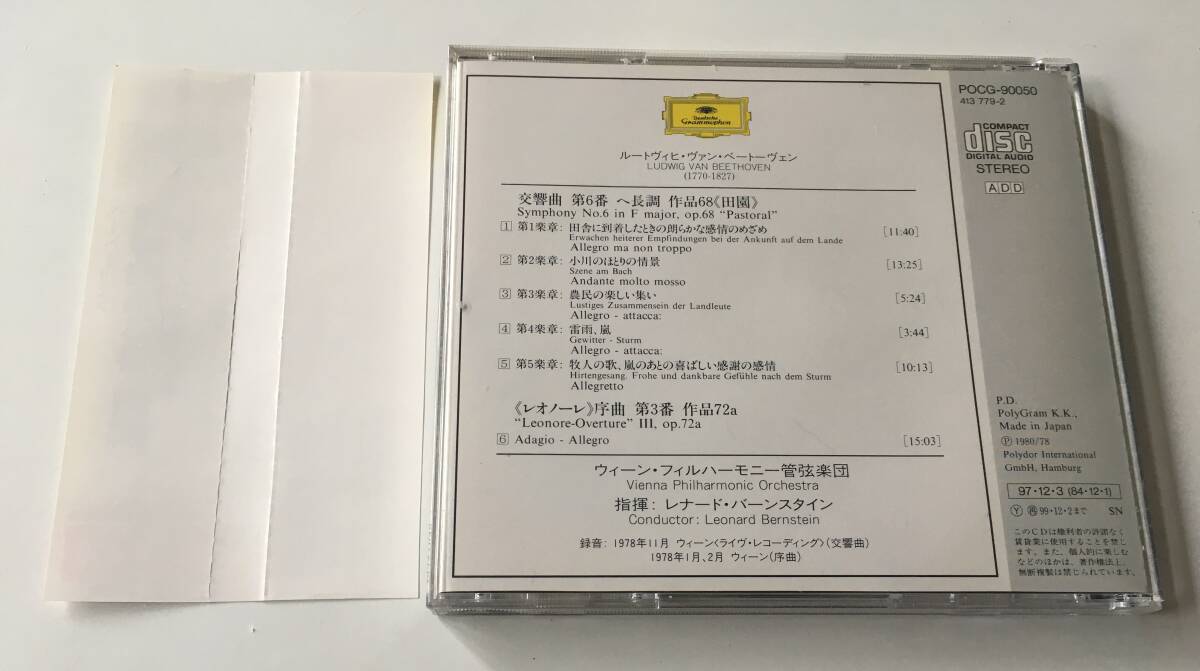 Deutsche
Grammophon
ルートヴィヒ・ヴァン・ベートーヴェン
LUDWIG VAN BEETHOVEN
(1770-1827)
交響曲 第6番 ヘ長調 作品68《田園》
Symphony No.6 in F major, op.68 “Pastoral”
1 第1楽章: 田舎に到着したときの朗らかな感情のめざめ [11:40]
Erwachen heiterer Empfindungen bei der Ankunft auf dem Lande
Allegro ma non troppo
2 第2楽章: 小川のほとりの情景 [13:25]
Szene am Bach
Andante molto mosso
3 第3楽章: 農民の楽しい集い [5:24]
Lustiges Zusammensein der Landleute
Allegro - attacca:
4 第4楽章: 雷雨、嵐 [3:44]
Gewitter - Sturm
Allegro - attacca:
5 第5楽章: 牧人の歌、嵐のあとの喜ばしい感謝の感情 [10:13]
Hirtengesang. Frohe und dankbare Gefühle nach dem Sturm
Allegretto
《レオノーレ》序曲 第3番 作品72a
“Leonore-Overture” III, op.72a
6 Adagio - Allegro [15:03]
ウィーン・フィルハーモニー管弦楽団
Vienna Philharmonic Orchestra
指揮: レナード・バーンスタイン
Conductor: Leonard Bernstein
録音: 1978年11月 ウィーン〈ライヴ・レコーディング〉(交響曲)
1978年1月、2月 ウィーン(序曲)
POCG-90050
413 779-2
COMPACT
disc
DIGITAL AUDIO
STEREO
ADD
P.D.
PolyGram K.K.,
Made in Japan
Ⓟ 1980/78
Polydor International
GmbH, Hamburg
97・12・3 (84・12・1)
Ⓨ 再 99・12・2まで SN
このCDは権利者の許諾なく
賃貸業に使用することを禁じ
ます。また、個人的に楽しむ
などのほかは、著作権法上、
無断複製は禁じられています。